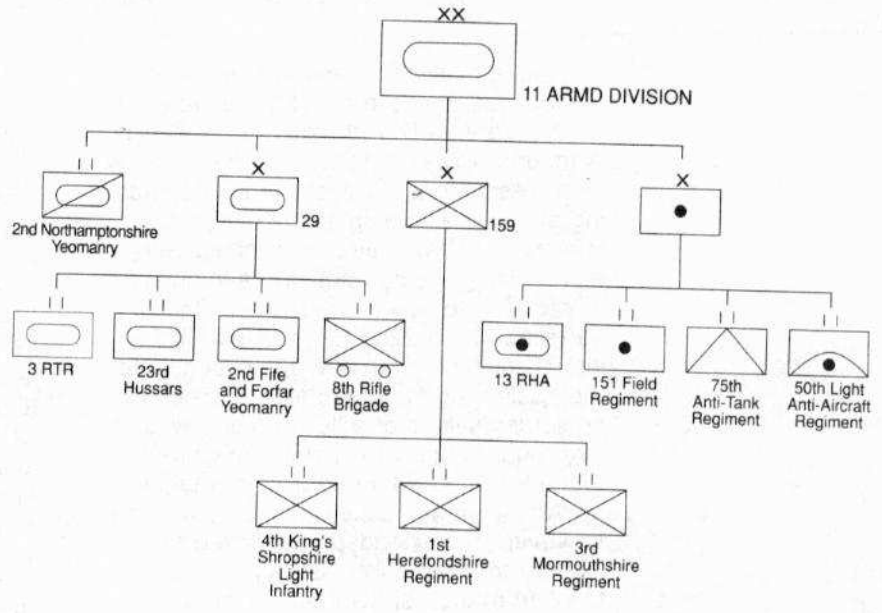 XX
11 ARMD DIVISION
X
X
X
2nd Northamptonshire
Yeomanry
29
159
3 RTR
23rd
Hussars
2nd Fife
and Forfar
Yeomanry
8th Rifle
Brigade
13 RHA
151 Field
Regiment
75th
Anti-Tank
Regiment
50th Light
Anti-Aircraft
Regiment
4th King's
Shropshire
Light
Infantry
1st
Herefondshire
Regiment
3rd
Mormouthshire
Regiment